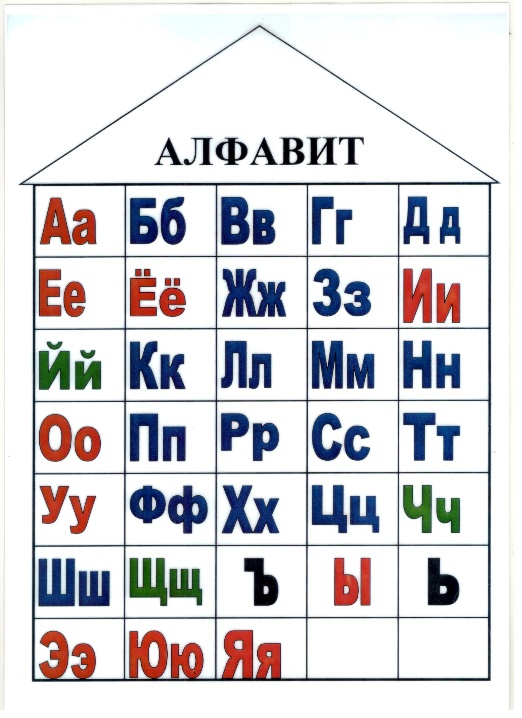 АЛФАВИТ
Аа Бб Вв Гг Дд
Ее Ёё Жж Зз Ии
Йй Кк Лл Мм Нн
Оо Пп Рр Сс Тт
Уу Фф Хх Цц Чч
Шш Щщ Ъ Ы Ь
Ээ Юю Яя